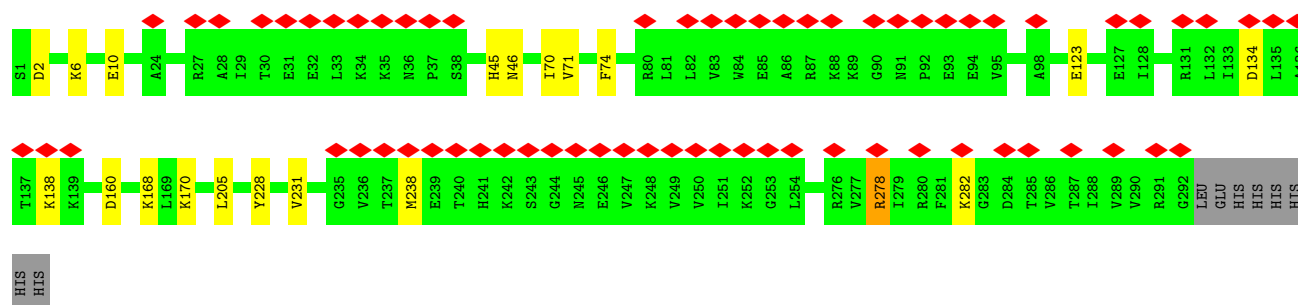 S1 D2 K6 E10 A24 R27 A28 I29 T30 E31 E32 L33 K34 K35 N36 P37 S38 H45 N46 I70 V71 F74 R80 L81 L82 V83 W84 E85 A86 R87 K88 K89 G90 N91 P92 E93 E94 V95 A98 E123 E127 I128 R131 L132 I133 D134 L135 A136
T137 K138 K139 D160 K168 L169 K170 L205 Y228 V231 G235 V236 T237 M238 E239 T240 H241 K242 S243 G244 N245 E246 V247 K248 V249 V250 I251 K252 G253 L254 R276 V277 R278 I279 R280 F281 K282 G283 D284 T285 V286 T287 I288 V289 V290 R291 G292 LEU GLU HIS HIS HIS HIS
HIS HIS